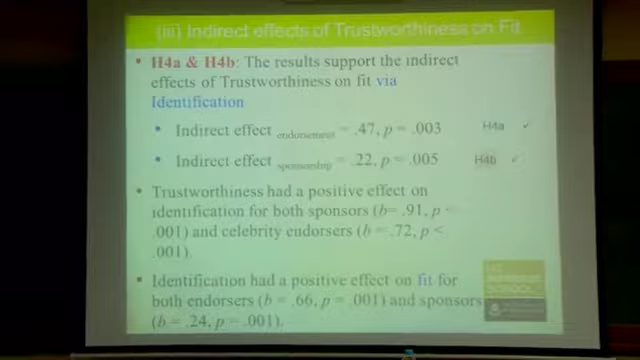 (iii) Indirect effects of Trustworthiness on Fit
• H4a & H4b: The results support the indirect
effects of Trustworthiness on fit via
Identification
• Indirect effect endorsement = .47, p = .003 H4a ✓
• Indirect effect sponsorship = .22, p = .005 H4b ✓
• Trustworthiness had a positive effect on
identification for both sponsors (b= .91, p <
.001) and celebrity endorsers (b = .72, p <
.001).
• Identification had a positive effect on fit for
both endorsers (b = .66, p = .001) and sponsors
(b = .24, p = .001).
SCHOOL